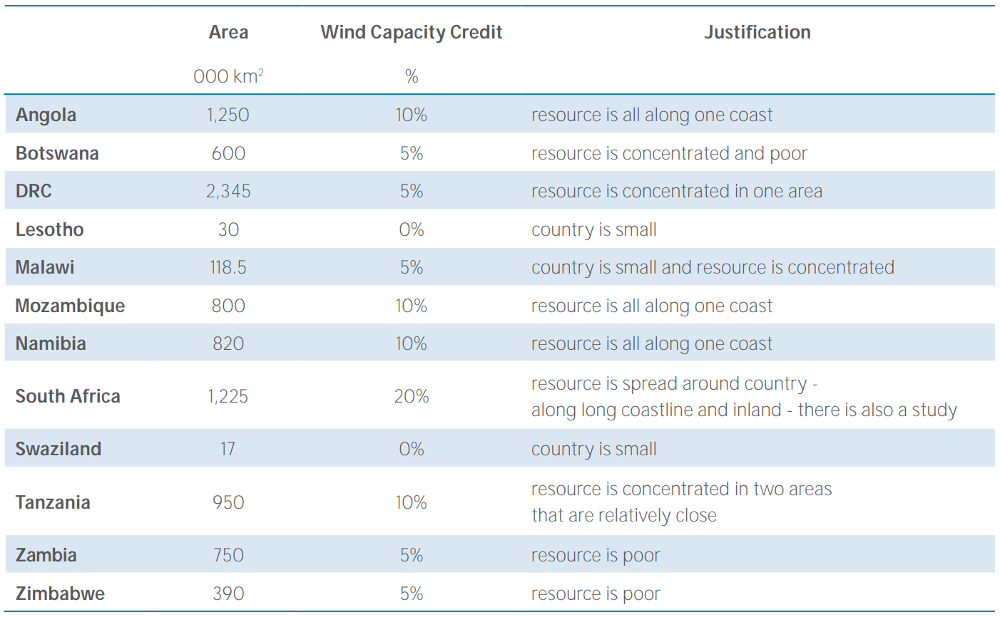 Area Wind Capacity Credit Justification
000 km² %
Angola 1,250 10% resource is all along one coast
Botswana 600 5% resource is concentrated and poor
DRC 2,345 5% resource is concentrated in one area
Lesotho 30 0% country is small
Malawi 118.5 5% country is small and resource is concentrated
Mozambique 800 10% resource is all along one coast
Namibia 820 10% resource is all along one coast
South Africa 1,225 20% resource is spread around country -
along long coastline and inland - there is also a study
Swaziland 17 0% country is small
Tanzania 950 10% resource is concentrated in two areas
that are relatively close
Zambia 750 5% resource is poor
Zimbabwe 390 5% resource is poor